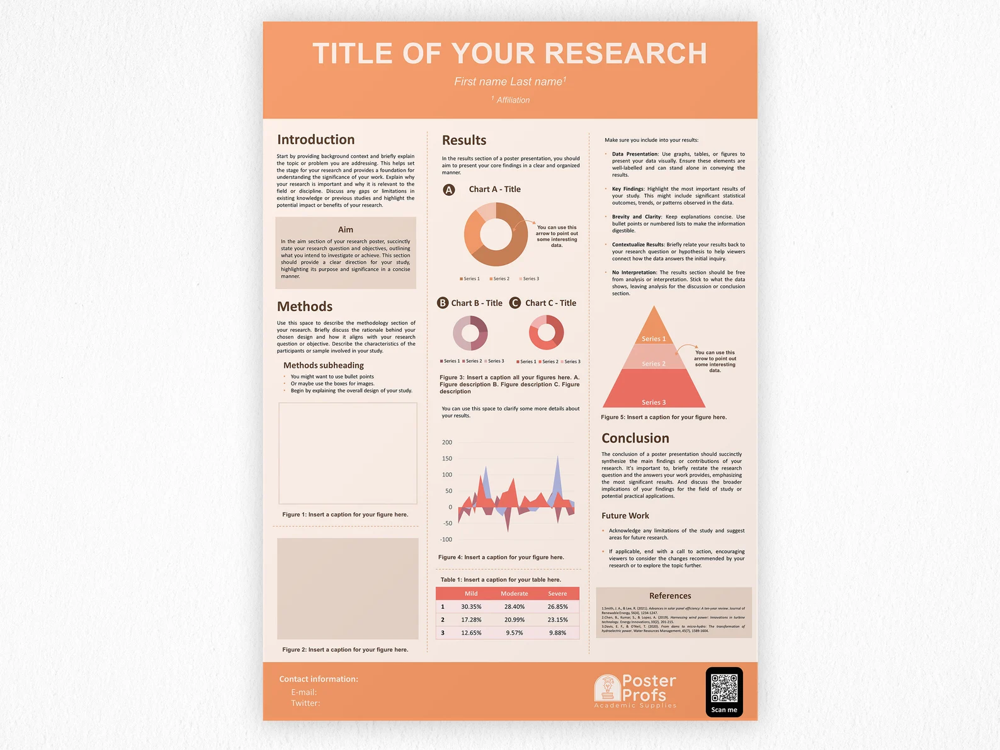 TITLE OF YOUR RESEARCH
First name Last name¹
¹ Affiliation
Introduction
Start by providing background context and briefly explain
the topic or problem you are addressing. This helps set
the stage for your research and provides a foundation for
understanding the significance of your work. Explain why
your research is important and why it is relevant to the
field or discipline. Discuss any gaps or limitations in
existing knowledge or previous studies and highlight the
potential impact or benefits of your research.
Aim
In the aim section of your research poster, succinctly
state your research question and objectives, outlining
what you intend to investigate or achieve. This section
should provide a clear direction for your study,
highlighting its purpose and significance in a concise
manner.
Methods
Use this space to describe the methodology section of
your research. Briefly discuss the rationale behind your
chosen design and how it aligns with your research
question or objective. Describe the characteristics of the
participants or sample involved in your study.
Methods subheading
• You might want to use bullet points
• Or maybe use the boxes for images.
• Begin by explaining the overall design of your study.
Figure 1: Insert a caption for your figure here.
Figure 2: Insert a caption for your figure here.
Results
In the results section of a poster presentation, you should
aim to present your core findings in a clear and organized
manner.
A Chart A - Title
You can use this
arrow to point out
some interesting
data.
Series 1 Series 2 Series 3
B Chart B - Title
C Chart C - Title
Series 1 Series 2 Series 3
Series 1 Series 2 Series 3
Figure 3: Insert a caption all your figures here. A.
Figure description B. Figure description C. Figure
description
You can use this space to clarify some more details about
your results.
200
150
100
50
0
-50
-100
Figure 4: Insert a caption for your figure here.
Table 1: Insert a caption for your table here.
Mild Moderate Severe
1 30.35% 28.40% 26.85%
2 17.28% 20.99% 23.15%
3 12.65% 9.57% 9.88%
Make sure you include into your results:
• Data Presentation: Use graphs, tables, or figures to
present your data visually. Ensure these elements are
well-labelled and can stand alone in conveying the
results.
• Key Findings: Highlight the most important results of
your study. This might include significant statistical
outcomes, trends, or patterns observed in the data.
• Brevity and Clarity: Keep explanations concise. Use
bullet points or numbered lists to make the information
digestible.
• Contextualize Results: Briefly relate your results back to
your research question or hypothesis to help viewers
connect how the data answers the initial inquiry.
• No Interpretation: The results section should be free
from analysis or interpretation. Stick to what the data
shows, leaving analysis for the discussion or conclusion
section.
Series 1
Series 2
Series 3
You can use this
arrow to point out
some interesting
data.
Figure 5: Insert a caption for your figure here.
Conclusion
The conclusion of a poster presentation should succinctly
synthesize the main findings or contributions of your
research. It's important to, briefly restate the research
question and the answers your work provides, emphasizing
the most significant results. And discuss the broader
implications of your findings for the field of study or
potential practical applications.
Future Work
• Acknowledge any limitations of the study and suggest
areas for future research.
• If applicable, end with a call to action, encouraging
viewers to consider the changes recommended by your
research or to explore the topic further.
References
1.Smith, J. A., & Lee, R. (2021). Advances in solar panel efficiency: A ten-year review. Journal of
Renewable Energy, 56(4), 1234-1247.
2.Chen, B., Kumar, S., & Lopez, A. (2019). Harnessing wind power: Innovations in turbine
technology. Energy Innovations, 33(2), 201-215.
3.Davis, E. F., & O'Neil, T. (2020). From dams to micro-hydro: The transformation of
hydroelectric power. Water Resources Management, 45(7), 1589-1604.
Contact information:
E-mail:
Twitter:
Poster
Profs
Academic Supplies
Scan me